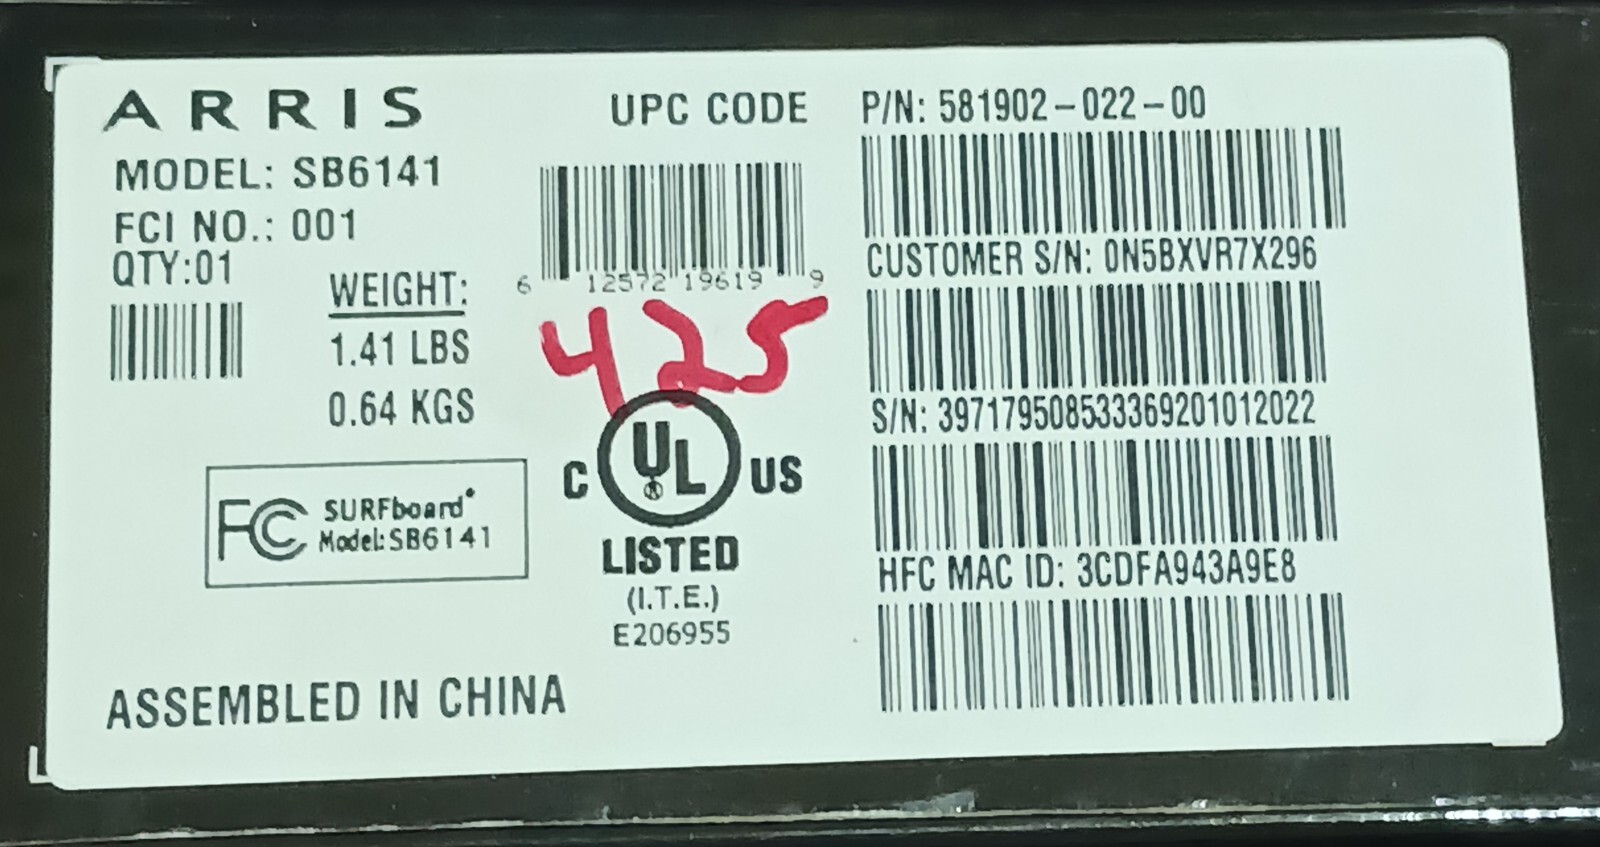 ARRIS
MODEL: SB6141
FCI NO.: 001
QTY:01
WEIGHT:
1.41 LBS
0.64 KGS
FC SURFboard®
Model:SB6141
ASSEMBLED IN CHINA
UPC CODE
6 12572 19619 9
425
C UL® US
LISTED
(I.T.E.)
E206955
P/N: 581902-022-00
CUSTOMER S/N: 0N5BXVR7X296
S/N: 397179508533369201012022
HFC MAC ID: 3CDFA943A9E8